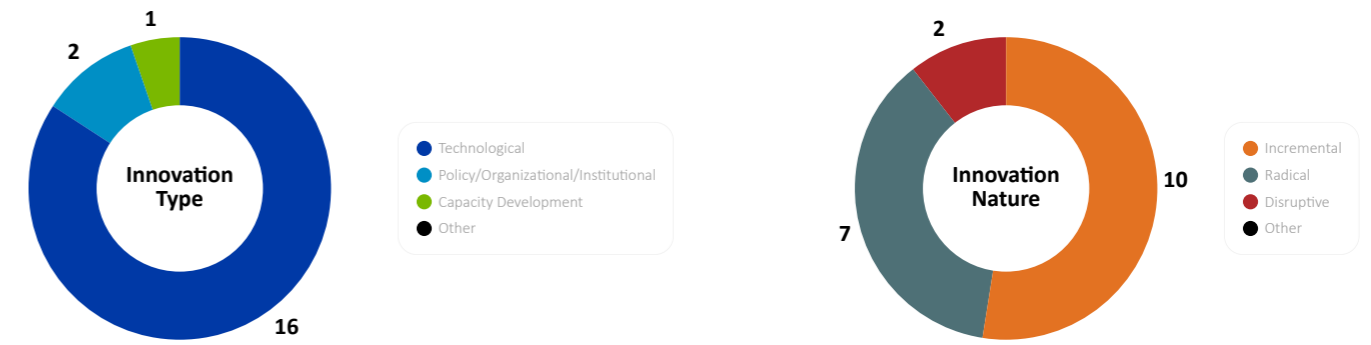 1
2
Innovation
Type
16
Technological
Policy/Organizational/Institutional
Capacity Development
Other
2
Innovation
Nature
10
7
Incremental
Radical
Disruptive
Other